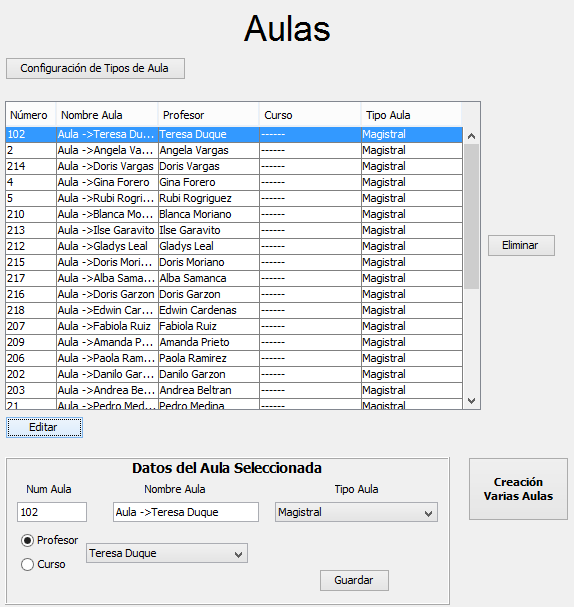 Aulas
Configuración de Tipos de Aula
Número Nombre Aula Profesor Curso Tipo Aula
102 Aula ->Teresa Du... Teresa Duque ------ Magistral
2 Aula ->Angela Va... Angela Vargas ------ Magistral
214 Aula ->Doris Vargas Doris Vargas ------ Magistral
4 Aula ->Gina Forero Gina Forero ------ Magistral
5 Aula ->Rubi Rogri... Rubi Rogriguez ------ Magistral
210 Aula ->Blanca Mo... Blanca Moriano ------ Magistral
213 Aula ->Ilse Garavito Ilse Garavito ------ Magistral
212 Aula ->Gladys Leal Gladys Leal ------ Magistral
215 Aula ->Doris Mori... Doris Moriano ------ Magistral
217 Aula ->Alba Sama... Alba Samanca ------ Magistral
216 Aula ->Doris Garzon Doris Garzon ------ Magistral
218 Aula ->Edwin Car... Edwin Cardenas ------ Magistral
207 Aula ->Fabiola Ruiz Fabiola Ruiz ------ Magistral
209 Aula ->Amanda P... Amanda Prieto ------ Magistral
206 Aula ->Paola Ram... Paola Ramirez ------ Magistral
202 Aula ->Danilo Gar... Danilo Garzon ------ Magistral
203 Aula ->Andrea Be... Andrea Beltran ------ Magistral
21 Aula ->Pedro Med... Pedro Medina ------ Magistral
Eliminar
Editar
Datos del Aula Seleccionada
Num Aula Nombre Aula Tipo Aula
102 Aula ->Teresa Duque Magistral
Profesor
Teresa Duque
Curso
Guardar
Creación
Varias Aulas